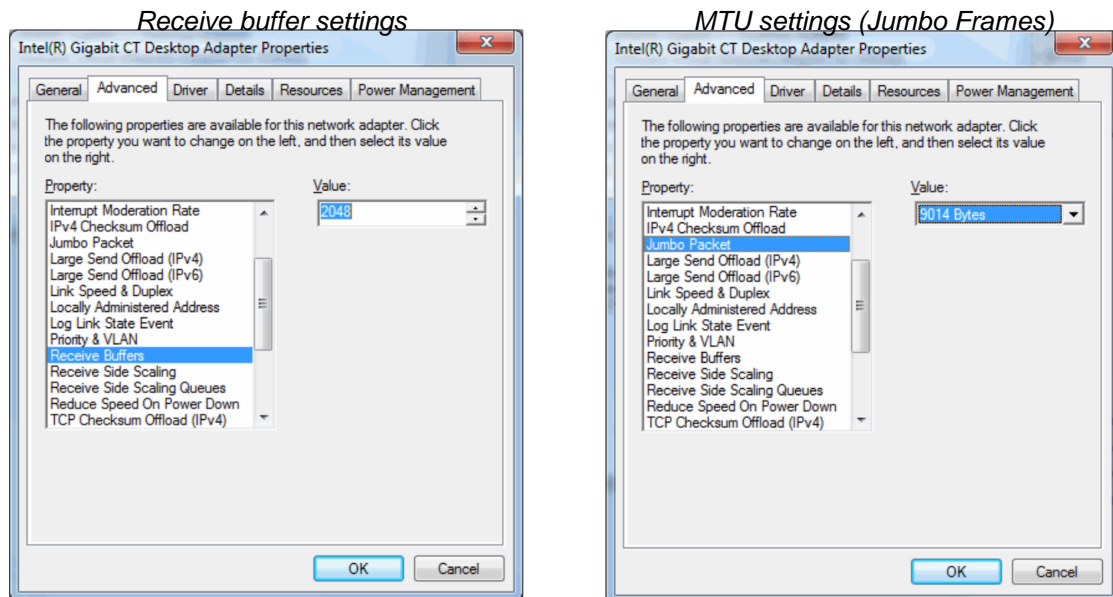 Receive buffer settings
Intel(R) Gigabit CT Desktop Adapter Properties
General Advanced Driver Details Resources Power Management
The following properties are available for this network adapter. Click
the property you want to change on the left, and then select its value
on the right.
Property:
Value:
Interrupt Moderation Rate
IPv4 Checksum Offload
Jumbo Packet
Large Send Offload (IPv4)
Large Send Offload (IPv6)
Link Speed & Duplex
Locally Administered Address
Log Link State Event
Priority & VLAN
Receive Buffers
Receive Side Scaling
Receive Side Scaling Queues
Reduce Speed On Power Down
TCP Checksum Offload (IPv4)
2048
OK Cancel
MTU settings (Jumbo Frames)
Intel(R) Gigabit CT Desktop Adapter Properties
General Advanced Driver Details Resources Power Management
The following properties are available for this network adapter. Click
the property you want to change on the left, and then select its value
on the right.
Property:
Value:
Interrupt Moderation Rate
IPv4 Checksum Offload
Jumbo Packet
Large Send Offload (IPv4)
Large Send Offload (IPv6)
Link Speed & Duplex
Locally Administered Address
Log Link State Event
Priority & VLAN
Receive Buffers
Receive Side Scaling
Receive Side Scaling Queues
Reduce Speed On Power Down
TCP Checksum Offload (IPv4)
9014 Bytes
OK Cancel